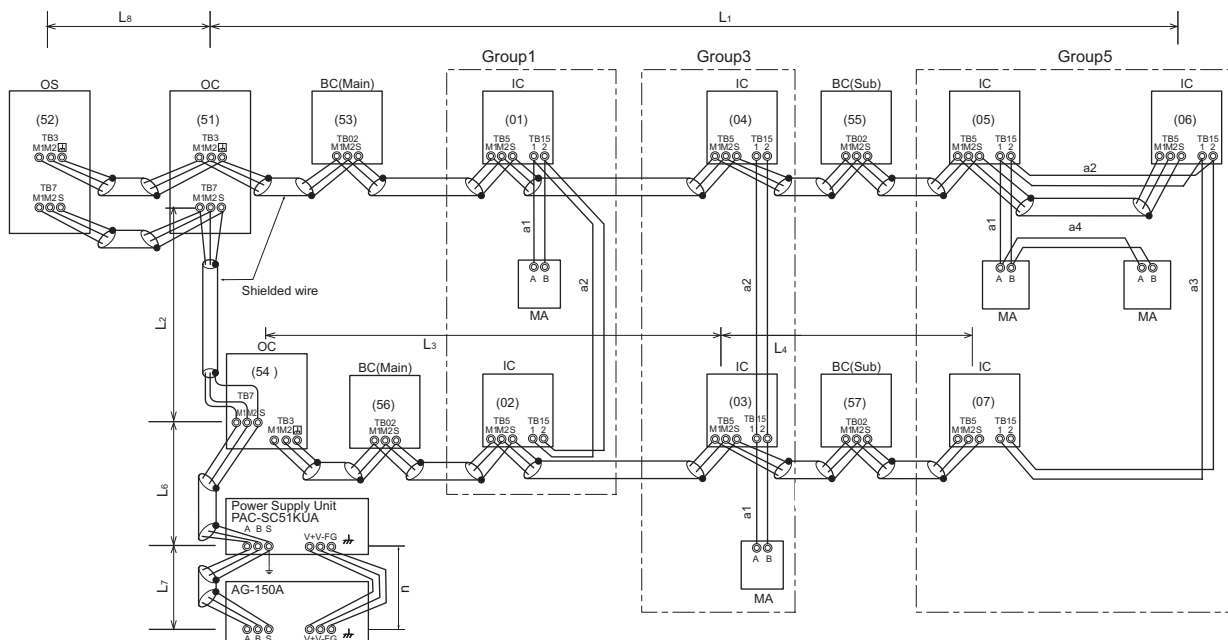 L8
L1
Group1
Group3
Group5
OS
OC
BC(Main)
IC
IC
BC(Sub)
IC
IC
(52)
(51)
(53)
(01)
(04)
(55)
(05)
(06)
TB3
TB3
TB02
TB5
TB15
TB5
TB15
TB02
TB5
TB15
TB5
TB15
M1M2
M1M2
M1M2S
M1M2S
1 2
M1M2S
1 2
M1M2S
M1M2S
1 2
M1M2S
1 2
TB7
TB7
M1M2S
M1M2S
a2
a1
a1
a4
A B
A B
A B
MA
MA
MA
a2
a2
a3
Shielded wire
L2
L3
L4
OC
BC(Main)
IC
IC
BC(Sub)
IC
(54 )
(56)
(02)
(03)
(57)
(07)
TB7
M1M2S
TB3
M1M2
TB02
M1M2S
TB5
M1M2S
TB15
1 2
TB5
M1M2S
TB15
1 2
TB02
M1M2S
TB5
M1M2S
TB15
1 2
L6
Power Supply Unit
PAC-SC51KUA
A B S
V+V-FG
a1
A B
MA
L7
n
AG-150A
A B S
V+V-FG